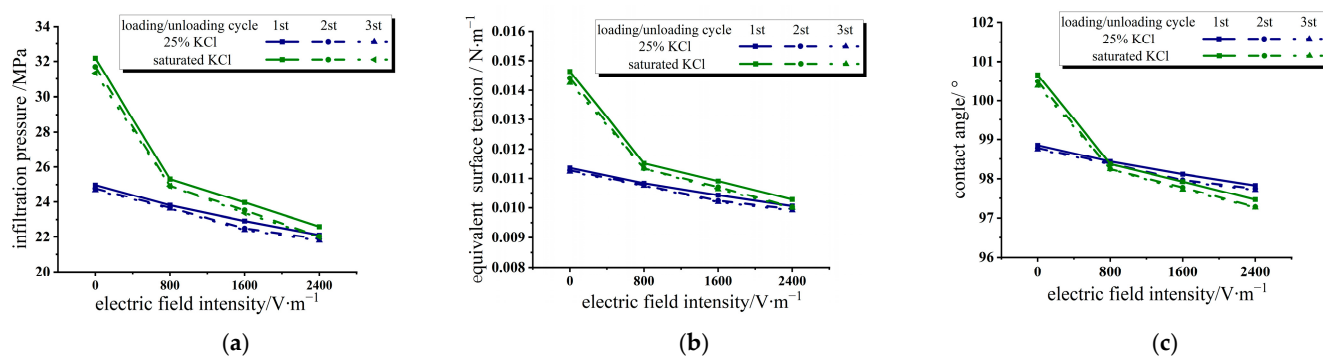 loading/unloading cycle 1st 2st 3st
25% KCl
saturated KCl
infiltration pressure /MPa
36
34
32
30
28
26
24
22
20
0 800 1600 2400
electric field intensity/V·m⁻¹
(a)
loading/unloading cycle 1st 2st 3st
25% KCl
saturated KCl
equivalent surface tension / N·m⁻¹
0.016
0.015
0.014
0.013
0.012
0.011
0.010
0.009
0.008
0 800 1600 2400
electric field intensity/V·m⁻¹
(b)
loading/unloading cycle 1st 2st 3st
25% KCl
saturated KCl
contact angle/ °
102
101
100
99
98
97
96
0 800 1600 2400
electric field intensity/V·m⁻¹
(c)